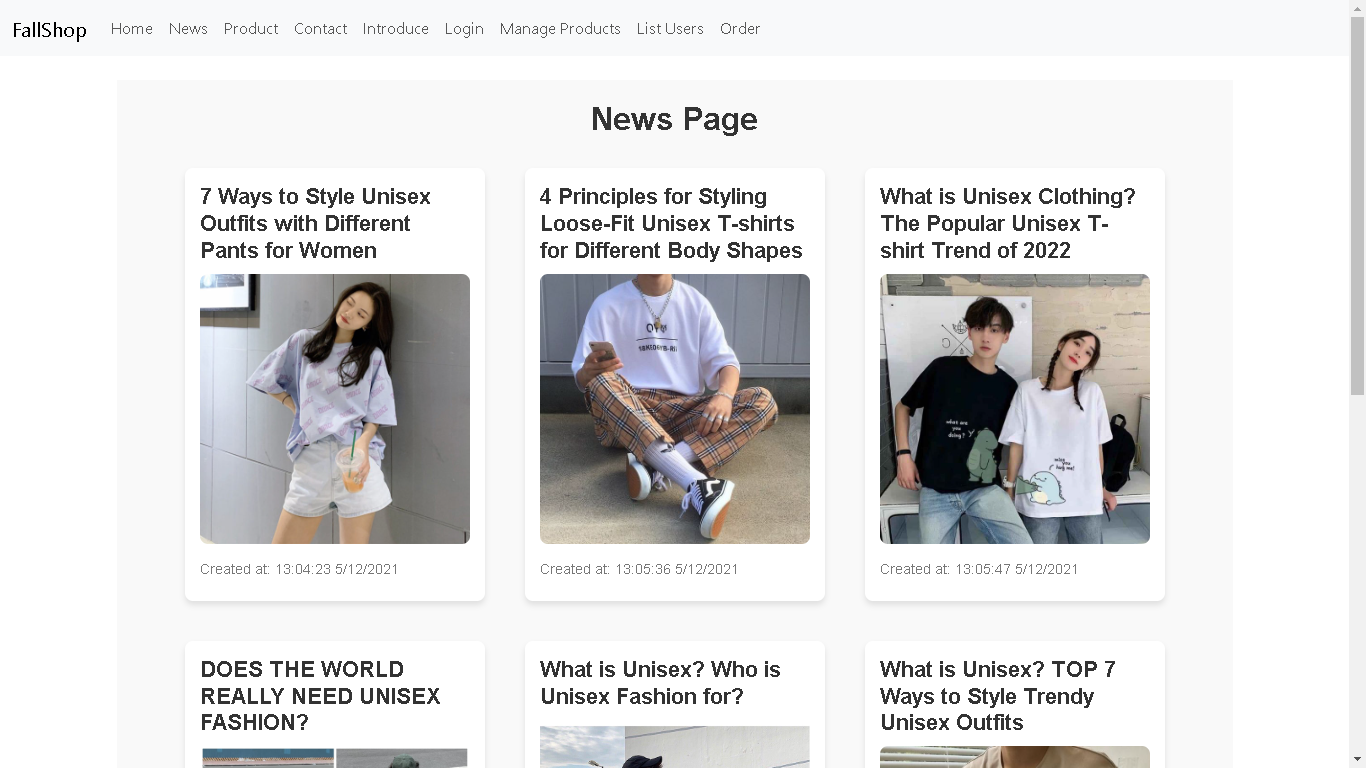 FallShop Home News Product Contact Introduce Login Manage Products List Users Order
News Page
7 Ways to Style Unisex
Outfits with Different
Pants for Women
Created at: 13:04:23 5/12/2021
4 Principles for Styling
Loose-Fit Unisex T-shirts
for Different Body Shapes
Created at: 13:05:36 5/12/2021
What is Unisex Clothing?
The Popular Unisex T-
shirt Trend of 2022
what are
you
doing?
Created at: 13:05:47 5/12/2021
DOES THE WORLD
REALLY NEED UNISEX
FASHION?
What is Unisex? Who is
Unisex Fashion for?
What is Unisex? TOP 7
Ways to Style Trendy
Unisex Outfits